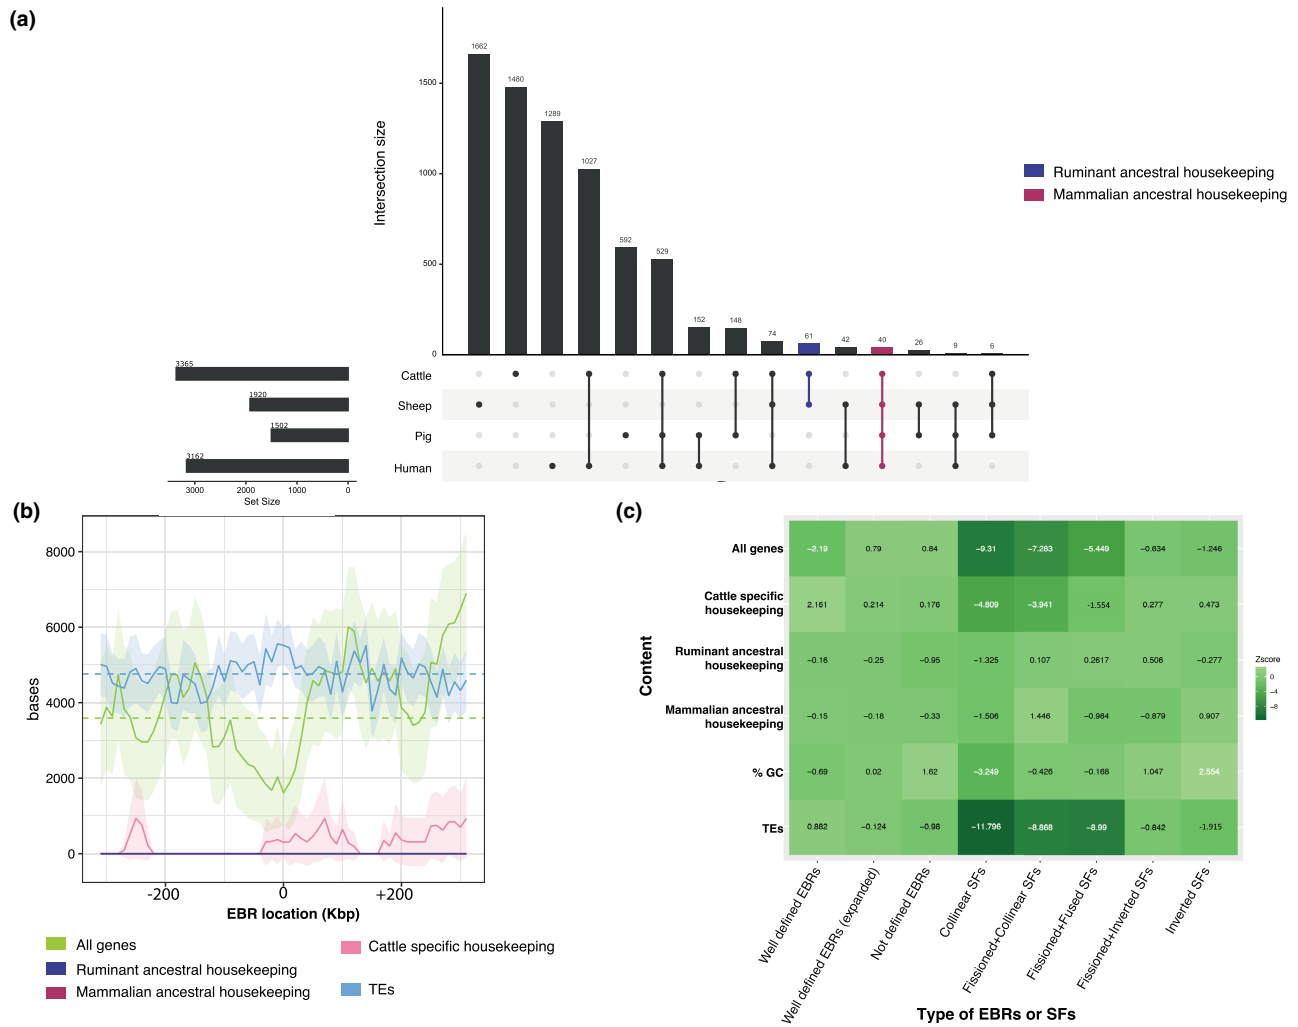 (a)
Intersection size
1500
1000
500
0
1662
1480
1289
1027
592
529
152
148
74
61
42
40
26
9
6
Ruminant ancestral housekeeping
Mammalian ancestral housekeeping
3365
1920
1502
3162
3000 2000 1000 0
Set Size
Cattle
Sheep
Pig
Human
(b)
bases
8000
6000
4000
2000
0
-200 0 +200
EBR location (Kbp)
All genes
Ruminant ancestral housekeeping
Mammalian ancestral housekeeping
Cattle specific housekeeping
TEs
(c)
Content
All genes −2.19 0.79 0.84 −9.31 −7.283 −5.449 −0.634 −1.246
Cattle specific
housekeeping 2.161 0.214 0.176 −4.809 −3.941 -1.554 0.277 0.473
Ruminant ancestral
housekeeping −0.16 −0.25 −0.95 −1.325 0.107 0.2617 0.506 −0.277
Mammalian ancestral
housekeeping −0.15 −0.18 −0.33 −1.506 1.446 −0.984 −0.879 0.907
% GC −0.69 0.02 1.62 −3.249 −0.426 −0.168 1.047 2.554
TEs 0.882 −0.124 −0.98 −11.796 −8.868 −8.99 −0.842 -1.915
Well defined EBRs
Well defined EBRs (expanded)
Not defined EBRs
Collinear SFs
Fissioned+Collinear SFs
Fissioned+Fused SFs
Fissioned+Inverted SFs
Inverted SFs
Type of EBRs or SFs
Zscore
0
−4
−8